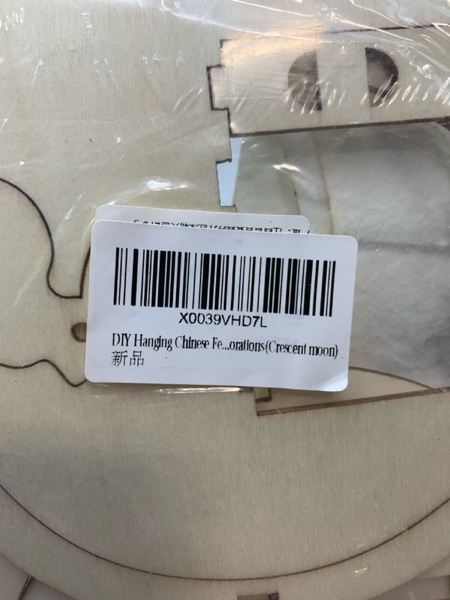 X0039VHD7L
DIY Hanging Chinese Fe...orations(Crescent moon)
新品